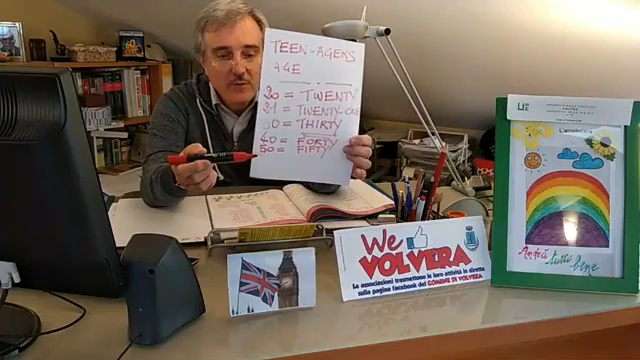 TEEN-AGERS
AGE
20 = TWENTY
21 = TWENTY-ONE
30 = THIRTY
40 = FORTY
50 = FIFTY
We
VOLVERA
Le associazioni trasmettono le loro attività in diretta
sulla pagina facebook del COMUNE DI VOLVERA
L'arcobaleno
Andrà tutto bene